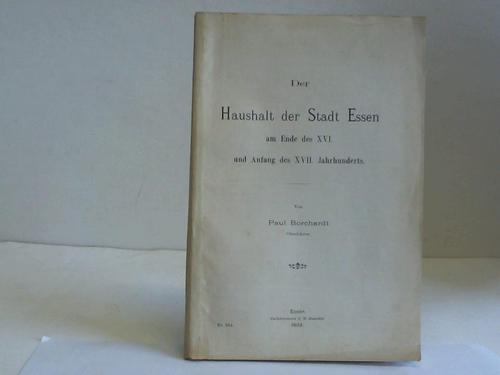 Der
Haushalt der Stadt Essen
am Ende des XVI.
und Anfang des XVII. Jahrhunderts.
Von
Paul Borchardt
Essen